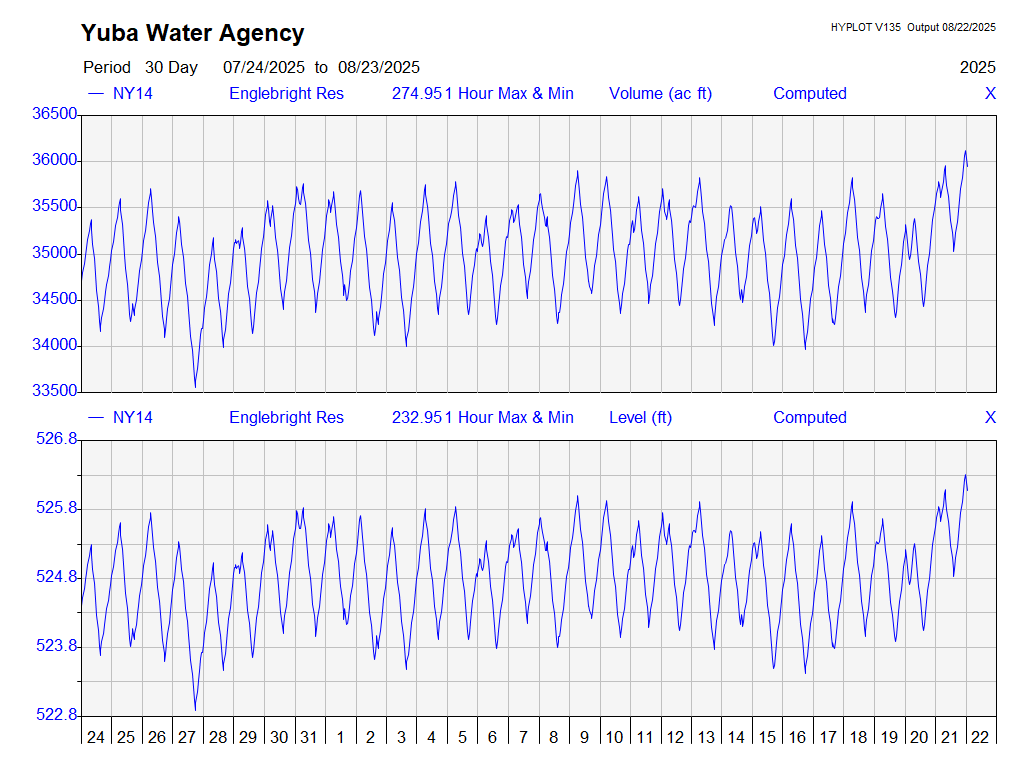 Yuba Water Agency
HYPLOT V135 Output 08/22/2025
Period 30 Day 07/24/2025 to 08/23/2025 2025
NY14 Englebright Res 274.951 Hour Max & Min Volume (ac ft) Computed X
36500
36000
35500
35000
34500
34000
33500
NY14 Englebright Res 232.951 Hour Max & Min Level (ft) Computed X
526.8
525.8
524.8
523.8
522.8
24 25 26 27 28 29 30 31 1 2 3 4 5 6 7 8 9 10 11 12 13 14 15 16 17 18 19 20 21 22